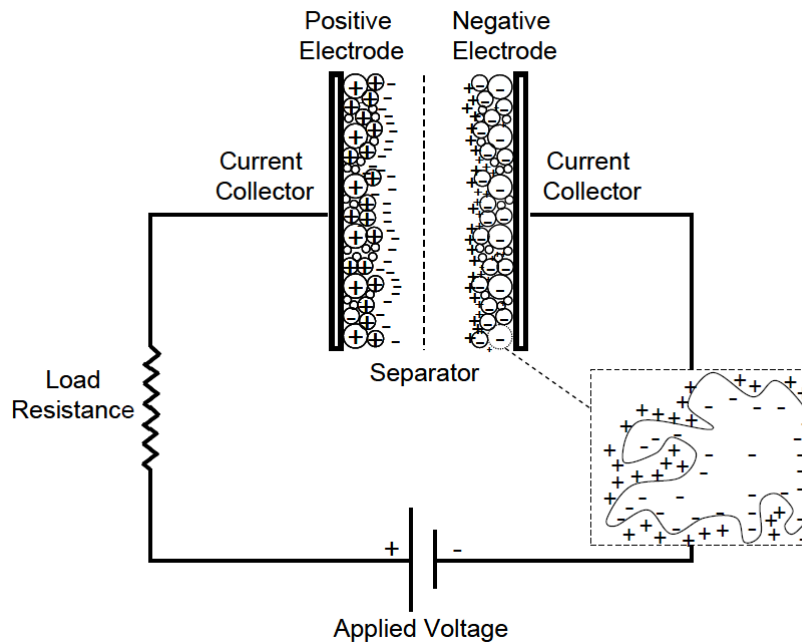 Positive
Electrode
Negative
Electrode
Current
Collector
Current
Collector
Separator
Load
Resistance
+
-
Applied Voltage